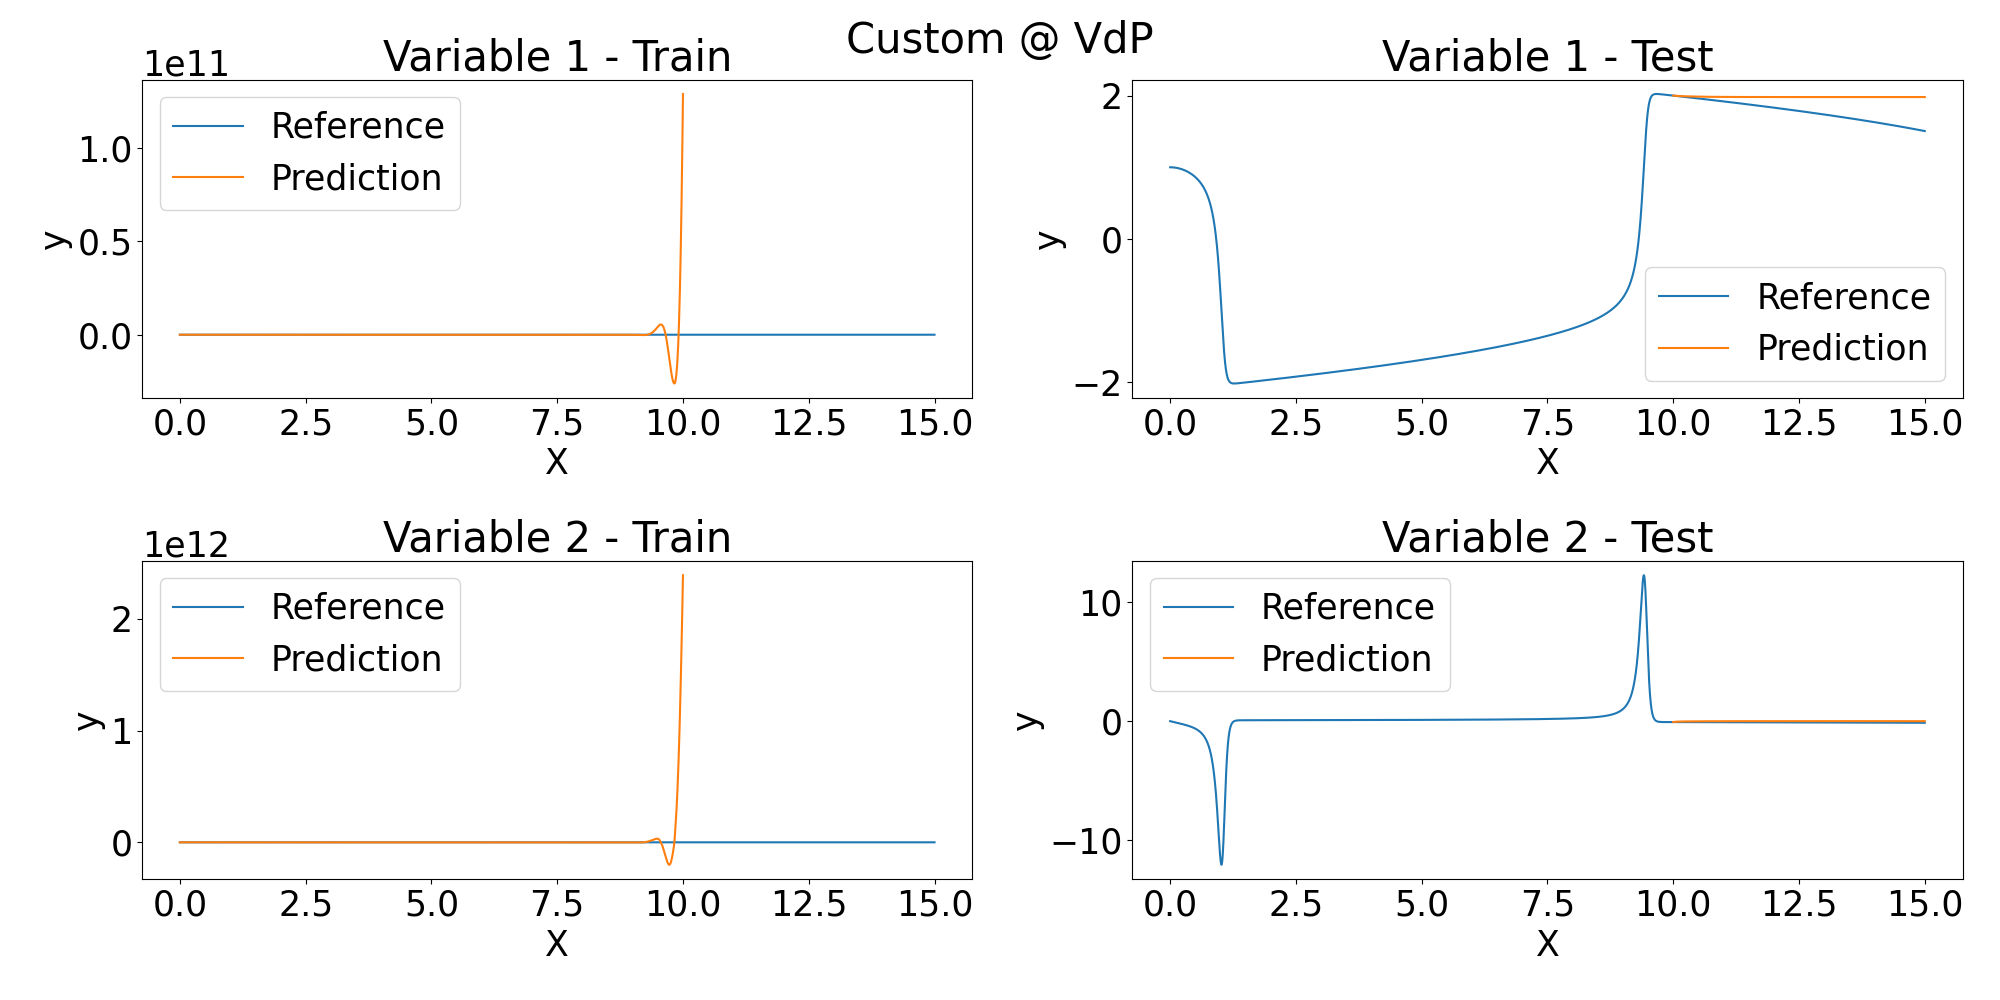 Custom @ VdP
Variable 1 - Train
1e11
Reference
Prediction
1.0
0.5
0.0
y
0.0 2.5 5.0 7.5 10.0 12.5 15.0
X
Variable 1 - Test
2
0
−2
y
Reference
Prediction
0.0 2.5 5.0 7.5 10.0 12.5 15.0
X
Variable 2 - Train
1e12
Reference
Prediction
2
1
0
y
0.0 2.5 5.0 7.5 10.0 12.5 15.0
X
Variable 2 - Test
Reference
Prediction
10
0
−10
y
0.0 2.5 5.0 7.5 10.0 12.5 15.0
X